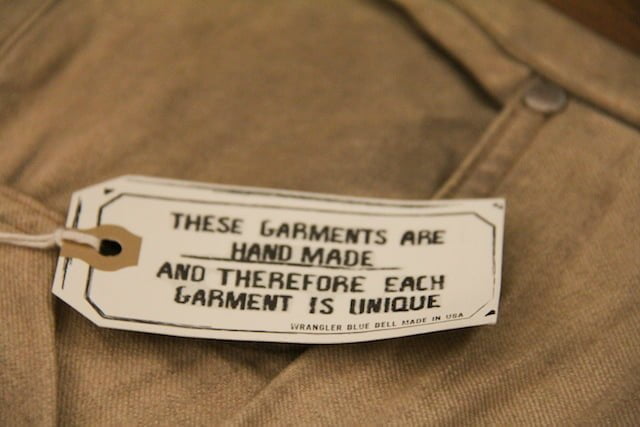 THESE GARMENTS ARE
HAND MADE
AND THEREFORE EACH
GARMENT IS UNIQUE
WRANGLER BLUE BELL MADE IN USA